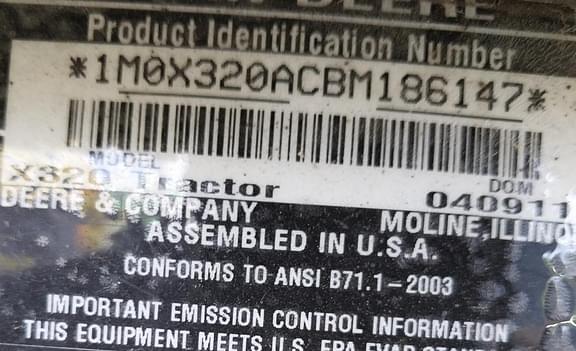 DEERE
Product Identification Number
*1M0X320ACBM186147*
MODEL
DOM
X320 Tractor
040911
DEERE & COMPANY
MOLINE, ILLINO
ASSEMBLED IN U.S.A.
CONFORMS TO ANSI B71.1-2003
IMPORTANT EMISSION CONTROL INFORMATION
THIS EQUIPMENT MEETS U.S. EPA EVAP